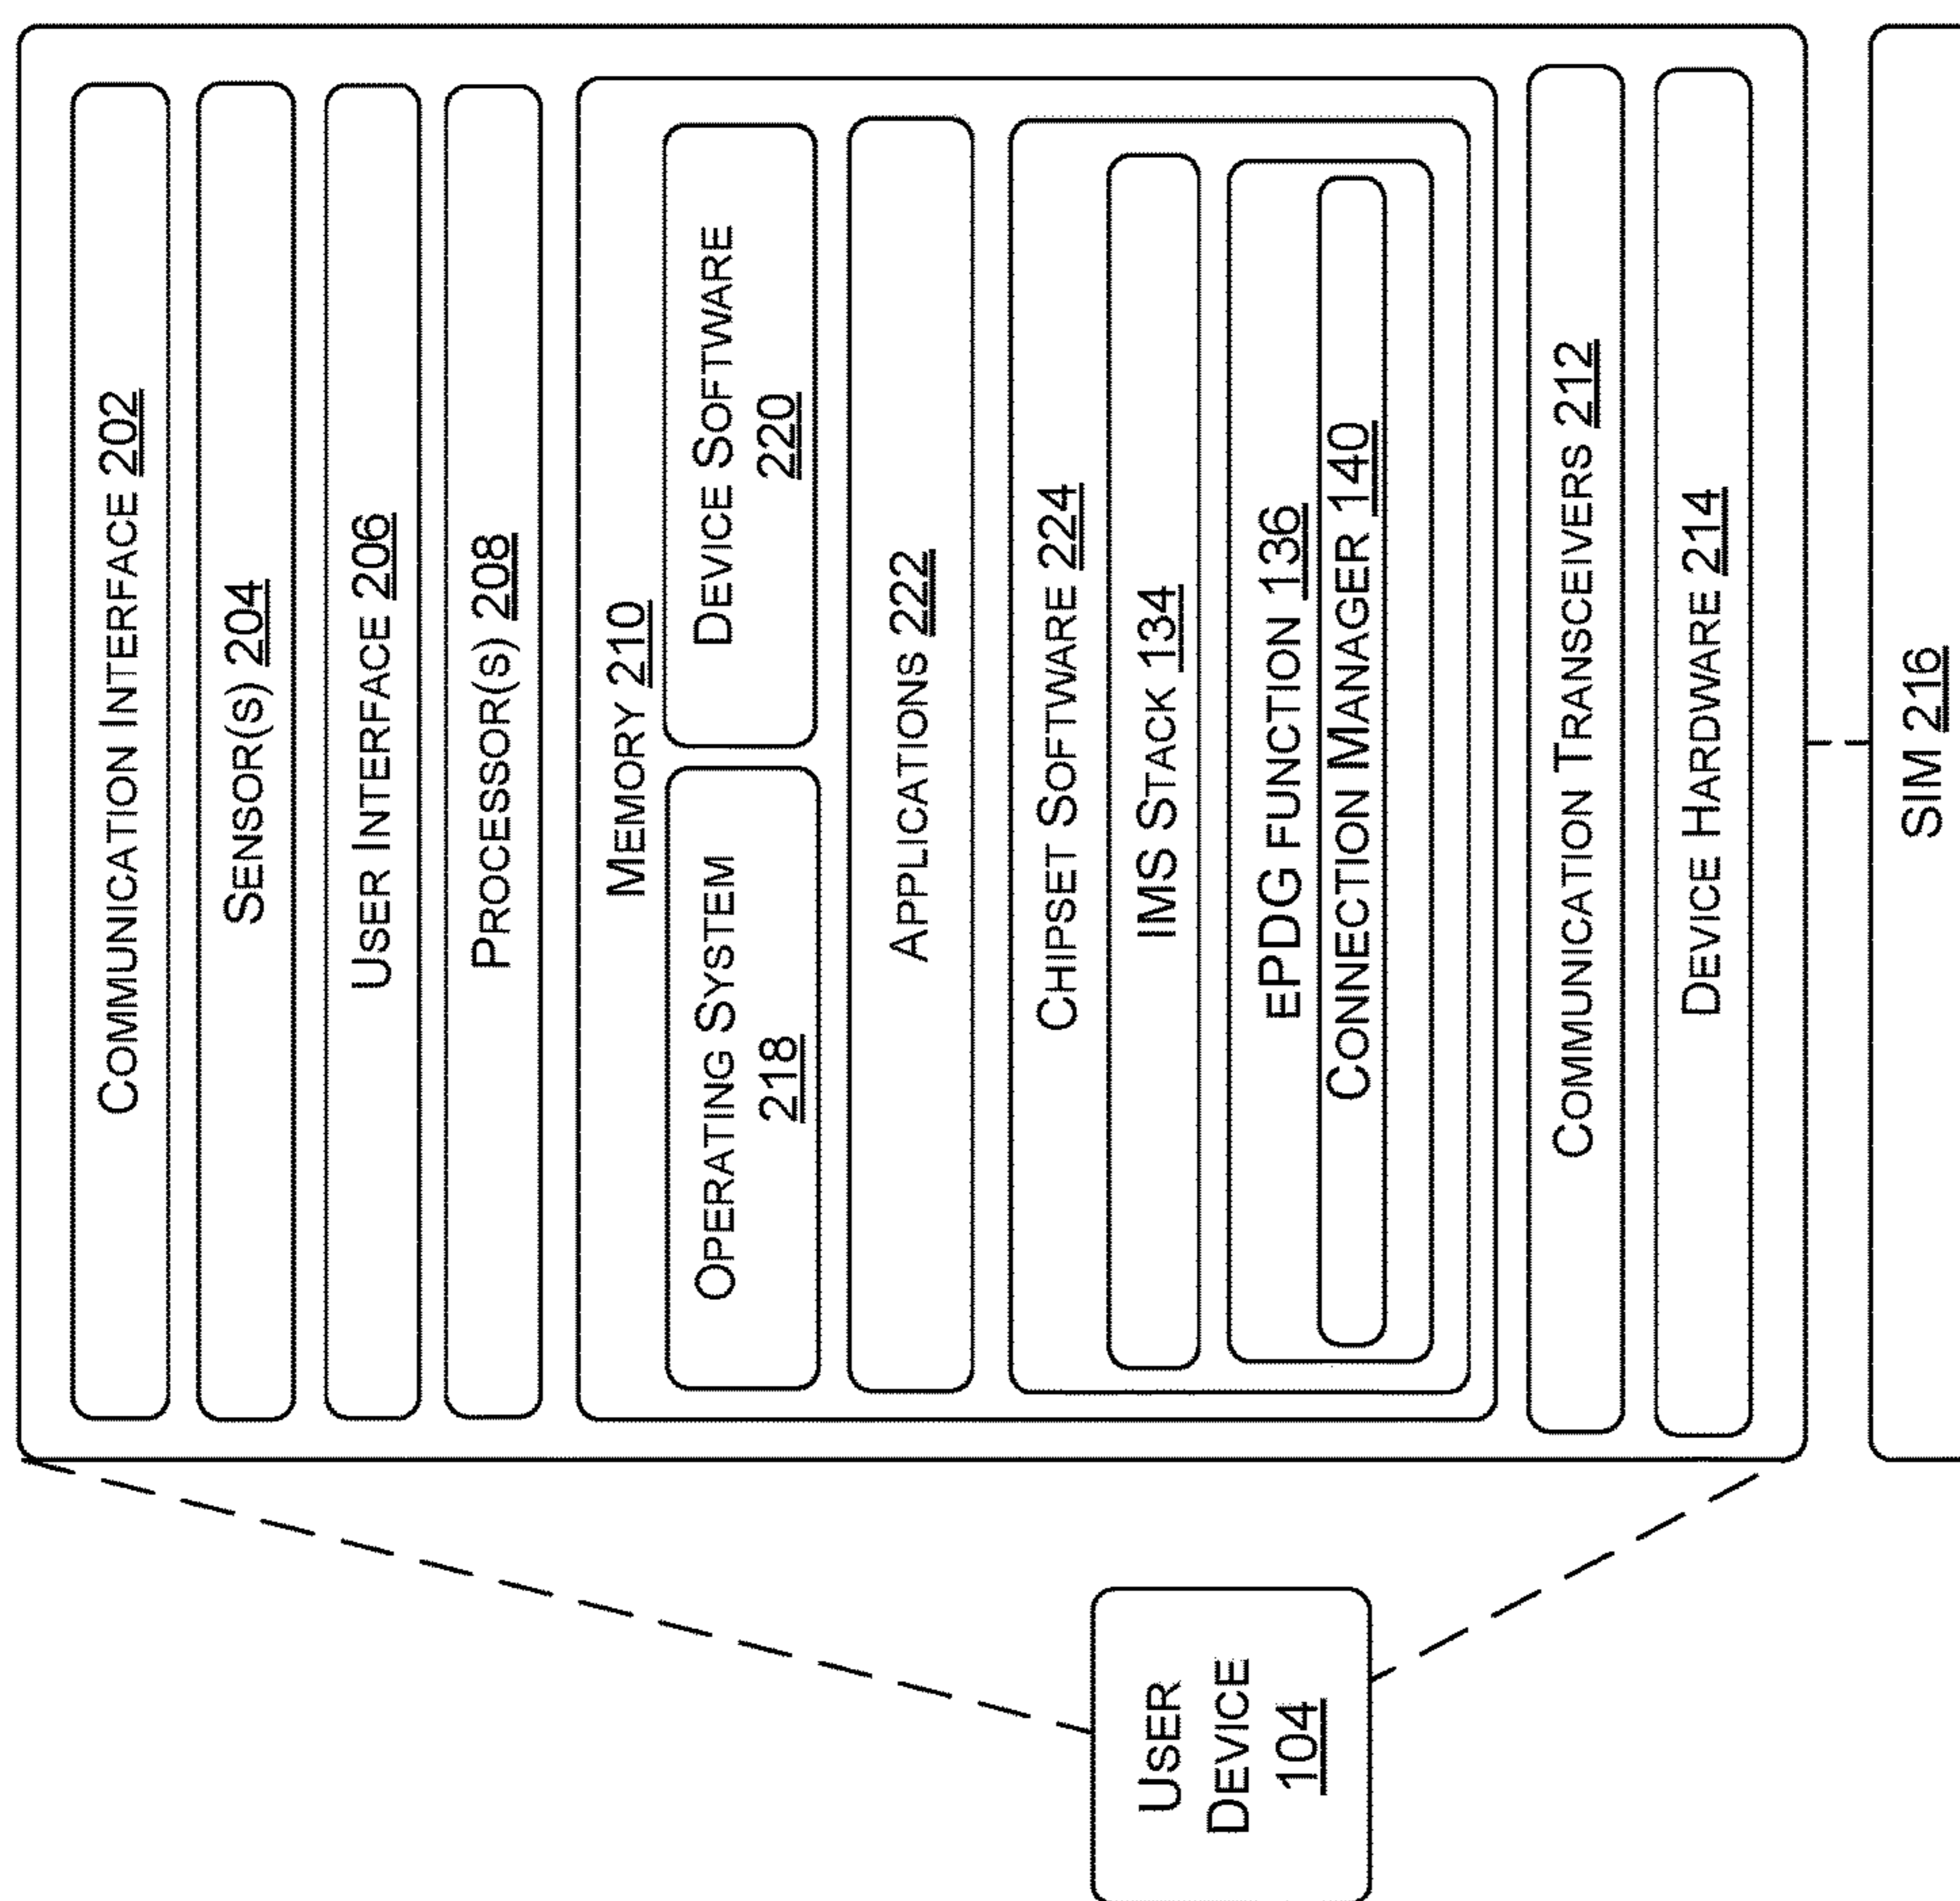 COMMUNICATION INTERFACE 202
SENSOR(S) 204
USER INTERFACE 206
PROCESSOR(S) 208
MEMORY 210
OPERATING SYSTEM
218
DEVICE SOFTWARE
220
APPLICATIONS 222
CHIPSET SOFTWARE 224
IMS STACK 134
EPDG FUNCTION 136
CONNECTION MANAGER 140
COMMUNICATION TRANSCEIVERS 212
DEVICE HARDWARE 214
SIM 216
USER
DEVICE
104